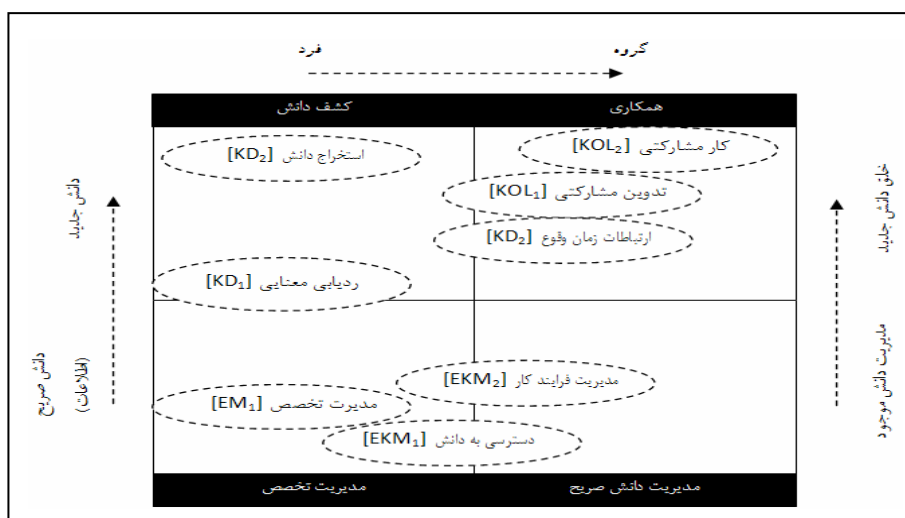 گروه
فرد
همکاری
کشف دانش
کار مشارکتی [KOL2]
استخراج دانش [KD2]
تدوین مشارکتی [KOL1]
ارتباطات زمان وقوع [KD2]
ردیابی معنایی [KD1]
مدیریت فرایند کار [EKM2]
مدیرت تخصص [EM1]
دسترسی به دانش [EKM1]
مدیریت دانش صریح
مدیریت تخصص
خلق دانش جدید
مدیریت دانش موجود
دانش جدید
دانش صریح
(اطلاعات)